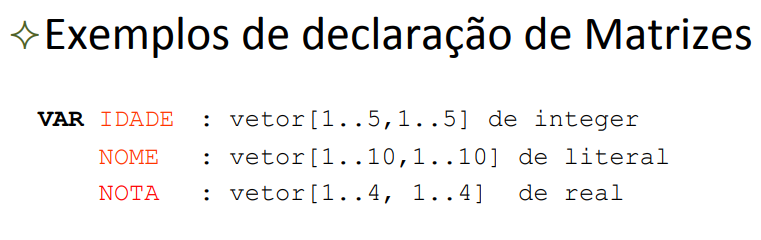 ✧Exemplos de declaração de Matrizes
VAR IDADE : vetor[1..5,1..5] de integer
NOME : vetor[1..10,1..10] de literal
NOTA : vetor[1..4, 1..4] de real